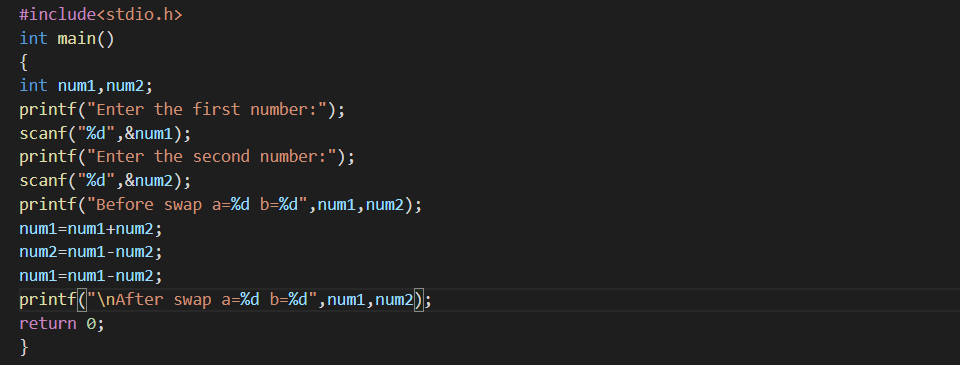 #include<stdio.h>
int main()
{
int num1,num2;
printf("Enter the first number:");
scanf("%d",&num1);
printf("Enter the second number:");
scanf("%d",&num2);
printf("Before swap a=%d b=%d",num1,num2);
num1=num1+num2;
num2=num1-num2;
num1=num1-num2;
printf("\nAfter swap a=%d b=%d",num1,num2);
return 0;
}